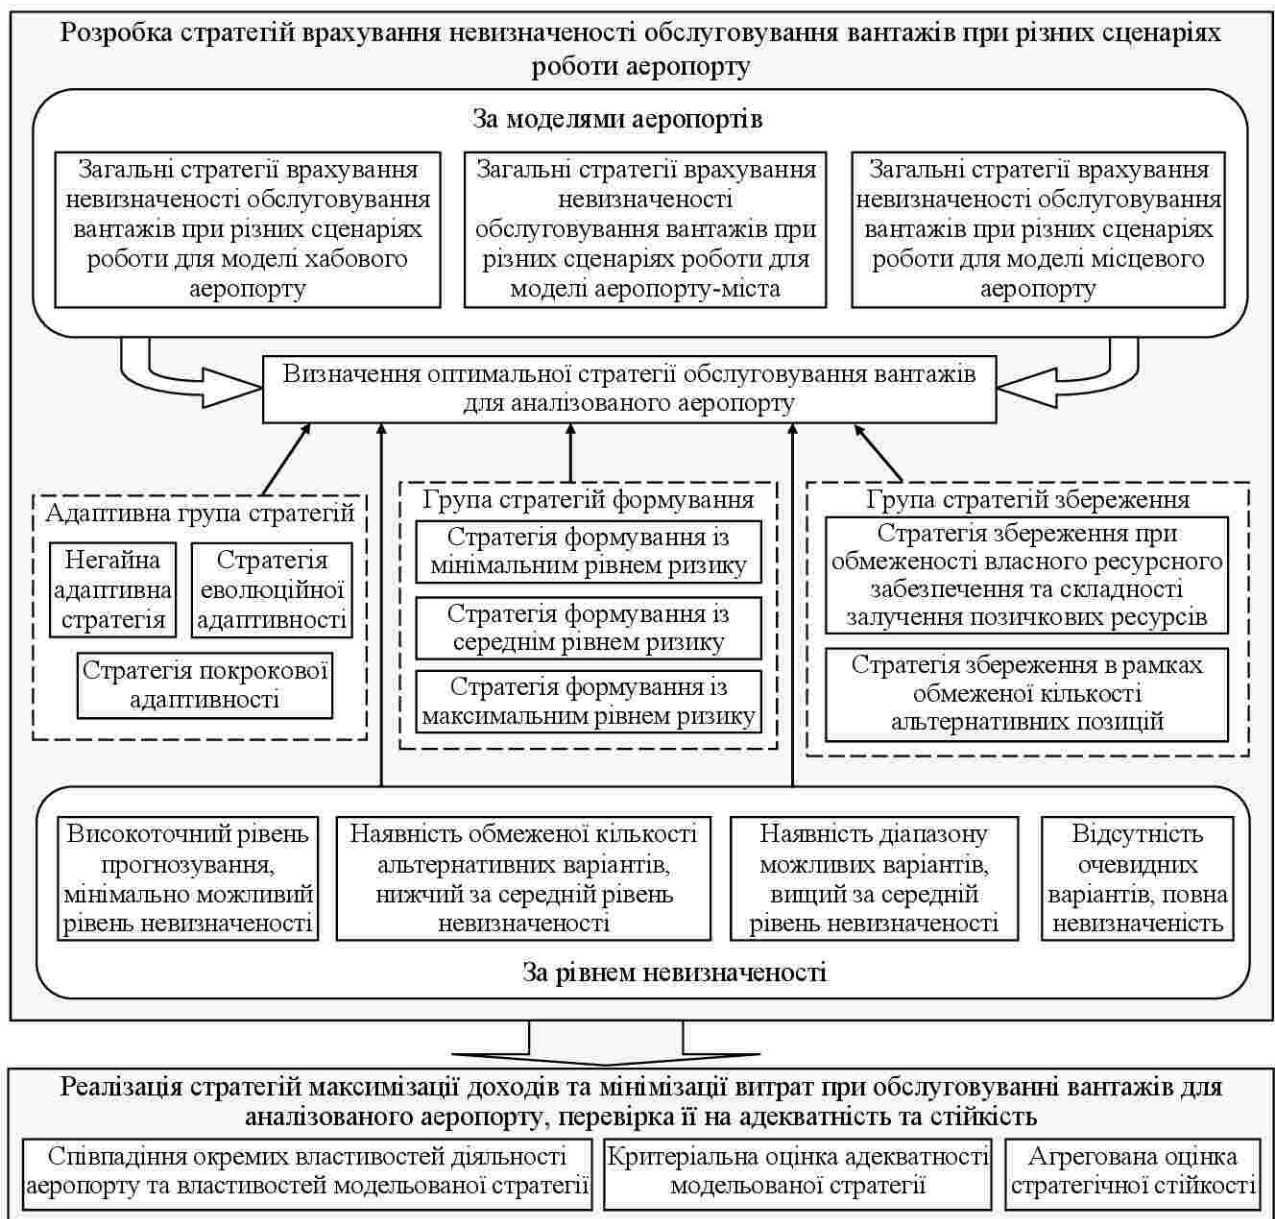 Розробка стратегій врахування невизначеності обслуговування вантажів при різних сценаріях
роботи аеропорту
За моделями аеропортів
Загальні стратегії врахування
невизначеності обслуговування
вантажів при різних сценаріях
роботи для моделі хабового
аеропорту
Загальні стратегії врахування
невизначеності
обслуговування вантажів при
різних сценаріях роботи для
моделі аеропорту-міста
Загальні стратегії врахування
невизначеності обслуговування
вантажів при різних сценаріях
роботи для моделі місцевого
аеропорту
Визначення оптимальної стратегії обслуговування вантажів
для аналізованого аеропорту
Адаптивна група стратегій
Негайна
адаптивна
стратегія
Стратегія
еволюційної
адаптивності
Стратегія покрокової
адаптивності
Група стратегій формування
Стратегія формування із
мінімальним рівнем ризику
Стратегія формування із
середнім рівнем ризику
Стратегія формування із
максимальним рівнем ризику
Група стратегій збереження
Стратегія збереження при
обмеженості власного ресурсного
забезпечення та складності
залучення позичкових ресурсів
Стратегія збереження в рамках
обмеженої кількості
альтернативних позицій
Високоточний рівень
прогнозування,
мінімально можливий
рівень невизначеності
Наявність обмеженої кількості
альтернативних варіантів,
нижчий за середній рівень
невизначеності
Наявність діапазону
можливих варіантів,
вищий за середній
рівень невизначеності
Відсутність
очевидних
варіантів, повна
невизначеність
За рівнем невизначеності
Реалізація стратегій максимізації доходів та мінімізації витрат при обслуговуванні вантажів для
аналізованого аеропорту, перевірка її на адекватність та стійкість
Співпадіння окремих властивостей діяльності
аеропорту та властивостей модельованої стратегії
Критеріальна оцінка адекватності
модельованої стратегії
Агрегована оцінка
стратегічної стійкості